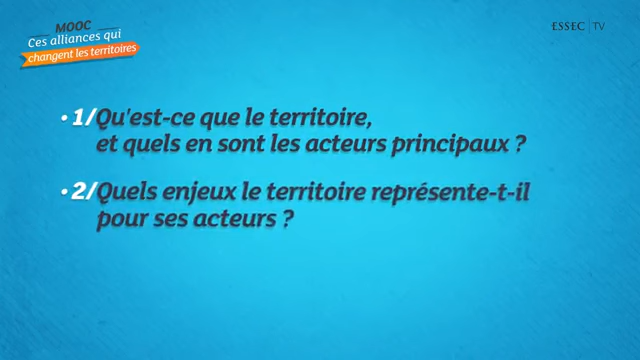 MOOC
Ces alliances qui
changent les territoires
ESSEC | TV
• 1/Qu'est-ce que le territoire,
et quels en sont les acteurs principaux ?
• 2/Quels enjeux le territoire représente-t-il
pour ses acteurs ?